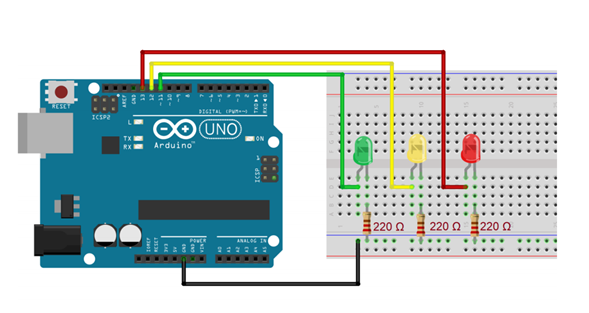 RESET
ICSP2
AREF
GND
13
12
~11
~10
~9
8
7
~6
~5
4
~3
2
TX▶1
RX◀0
DIGITAL (PWM~)
L
TX
RX
Arduino™
UNO
ON
ICSP
1
IOREF
RESET
3V3
5V
GND
GND
VIN
POWER
ANALOG IN
A0
A1
A2
A3
A4
A5
220 Ω
220 Ω
220 Ω